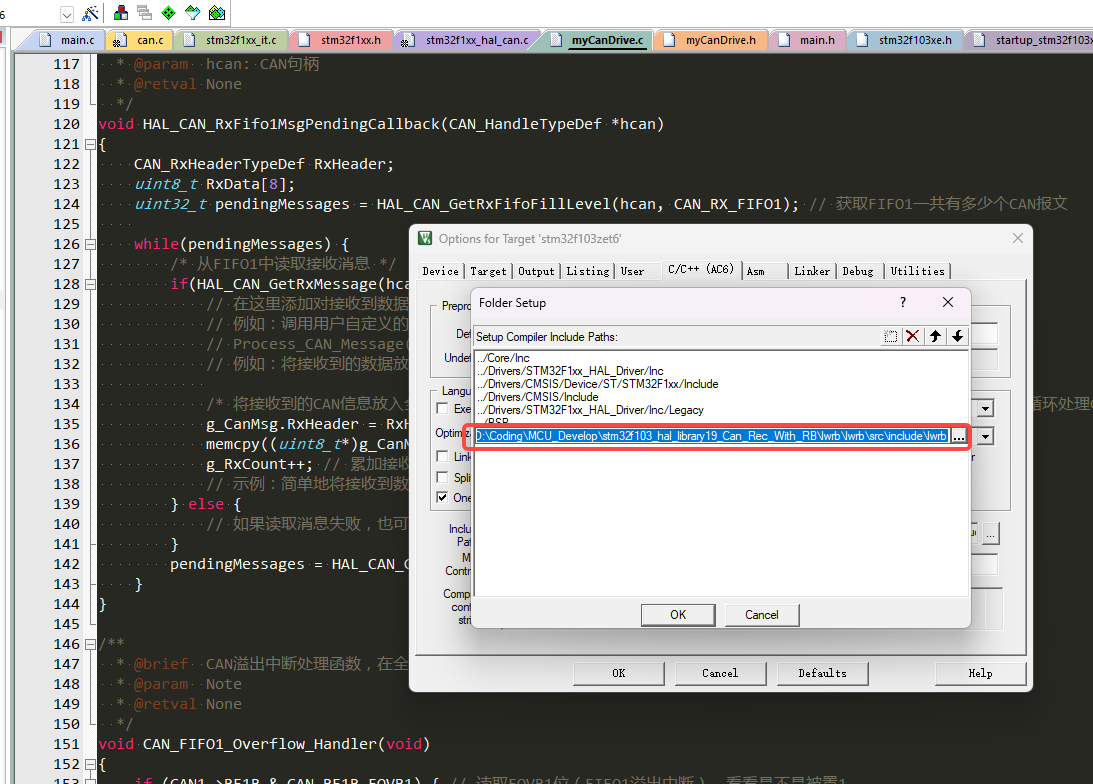 6
main.c can.c stm32f1xx_it.c stm32f1xx.h stm32f1xx_hal_can.c myCanDrive.c myCanDrive.h main.h stm32f103xe.h startup_stm32f103x
117 * @param hcan: CAN句柄
118 * @retval None
119 */
120 void HAL_CAN_RxFifo1MsgPendingCallback(CAN_HandleTypeDef *hcan)
121 {
122 CAN_RxHeaderTypeDef RxHeader;
123 uint8_t RxData[8];
124 uint32_t pendingMessages = HAL_CAN_GetRxFifoFillLevel(hcan, CAN_RX_FIFO1); // 获取FIFO1一共有多少个CAN报文
125
126 while(pendingMessages) {
127 /* 从FIFO1中读取接收消息 */
128 if(HAL_CAN_GetRxMessage(hca
129 // 在这里添加对接收到数据
130 // 例如：调用用户自定义的
131 // Process_CAN_Message(
132 // 例如：将接收到的数据放
133
134 /* 将接收到的CAN信息放入全
循环处理C
135 g_CanMsg.RxHeader = RxH
136 memcpy((uint8_t*)g_CanM
137 g_RxCount++; // 累加接收
138 // 示例：简单地将接收到数
139 } else {
140 // 如果读取消息失败，也可
141 }
142 pendingMessages = HAL_CAN_G
143 }
144 }
145
146 /**
147 * @brief CAN溢出中断处理函数，在全
148 * @param Note
149 * @retval None
150 */
151 void CAN_FIFO1_Overflow_Handler(void)
152 {
153 if (CAN1->RF1R & CAN_RF1R_FOVR1) { // 读取FOVR1位（FIFO1溢出中断），看看是不是被置1
Options for Target 'stm32f103zet6'
Device Target Output Listing User C/C++ (AC6) Asm Linker Debug Utilities
Prepro
Def
Undef
Langu
Exe
Optimiz
Link
Split
One
Inclu
Pat
M
Contr
Comp
cont
stri
Folder Setup
Setup Compiler Include Paths:
../Core/Inc
../Drivers/STM32F1xx_HAL_Driver/Inc
../Drivers/CMSIS/Device/ST/STM32F1xx/Include
../Drivers/CMSIS/Include
../Drivers/STM32F1xx_HAL_Driver/Inc/Legacy
../BSP
D:\Coding\MCU_Develop\stm32f103_hal_library19_Can_Rec_With_RB\lwrb\lwrb\src\include\lwrb ...
...
OK Cancel
OK Cancel Defaults Help